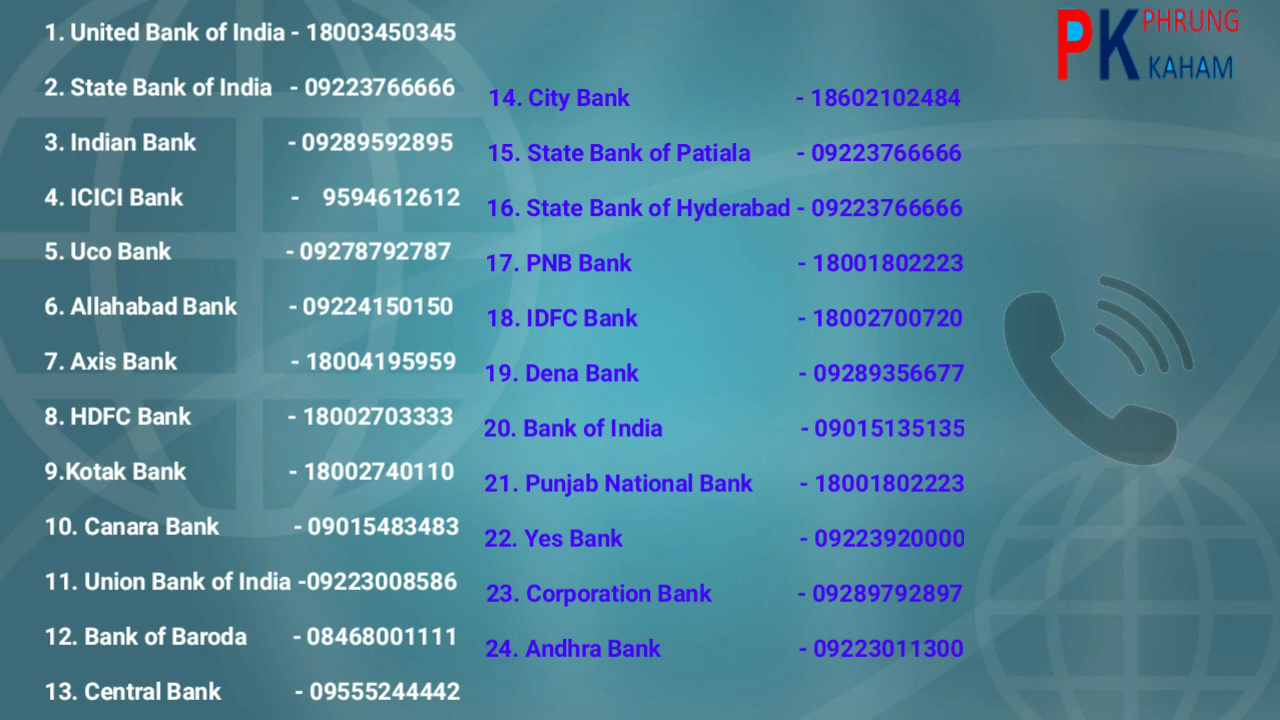 1. United Bank of India - 18003450345
2. State Bank of India - 09223766666
3. Indian Bank - 09289592895
4. ICICI Bank - 9594612612
5. Uco Bank - 09278792787
6. Allahabad Bank - 09224150150
7. Axis Bank - 18004195959
8. HDFC Bank - 18002703333
9.Kotak Bank - 18002740110
10. Canara Bank - 09015483483
11. Union Bank of India -09223008586
12. Bank of Baroda - 08468001111
13. Central Bank - 09555244442
14. City Bank - 18602102484
15. State Bank of Patiala - 09223766666
16. State Bank of Hyderabad - 09223766666
17. PNB Bank - 18001802223
18. IDFC Bank - 18002700720
19. Dena Bank - 09289356677
20. Bank of India - 09015135135
21. Punjab National Bank - 18001802223
22. Yes Bank - 09223920000
23. Corporation Bank - 09289792897
24. Andhra Bank - 09223011300
PK PHRUNG
KAHAM